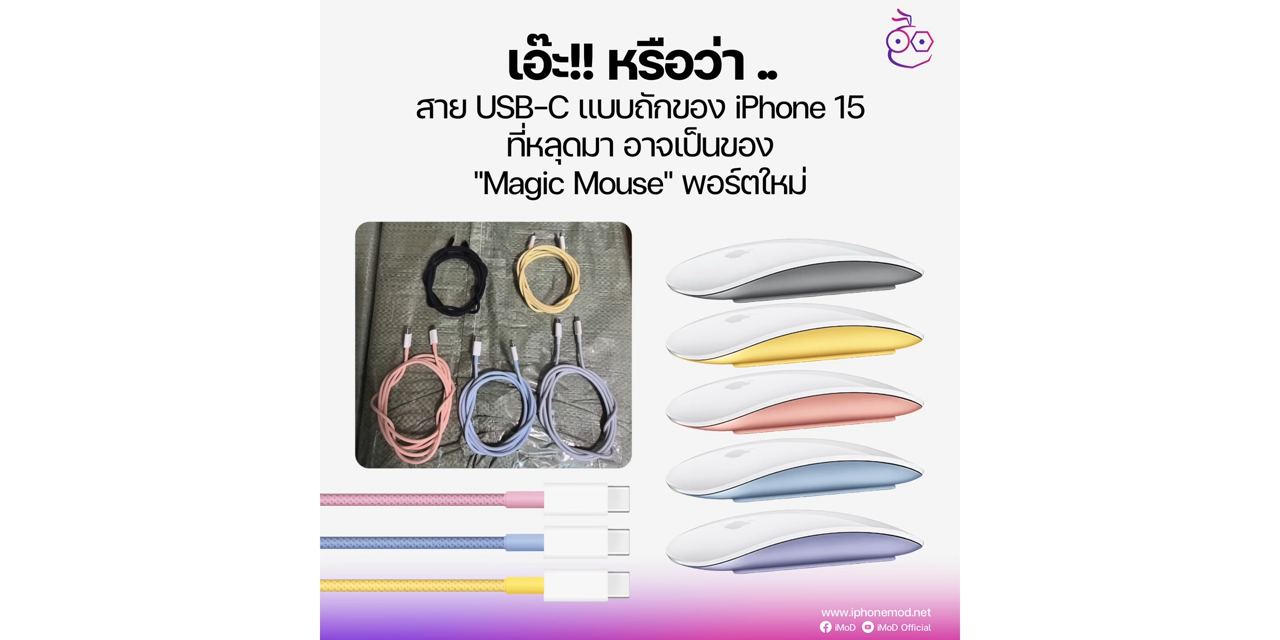 เอ๊ะ!! หรือว่า ..
สาย USB-C แบบถักของ iPhone 15
ที่หลุดมา อาจเป็นของ
"Magic Mouse" พอร์ตใหม่
www.iphonemod.net
iMoD iMoD Official